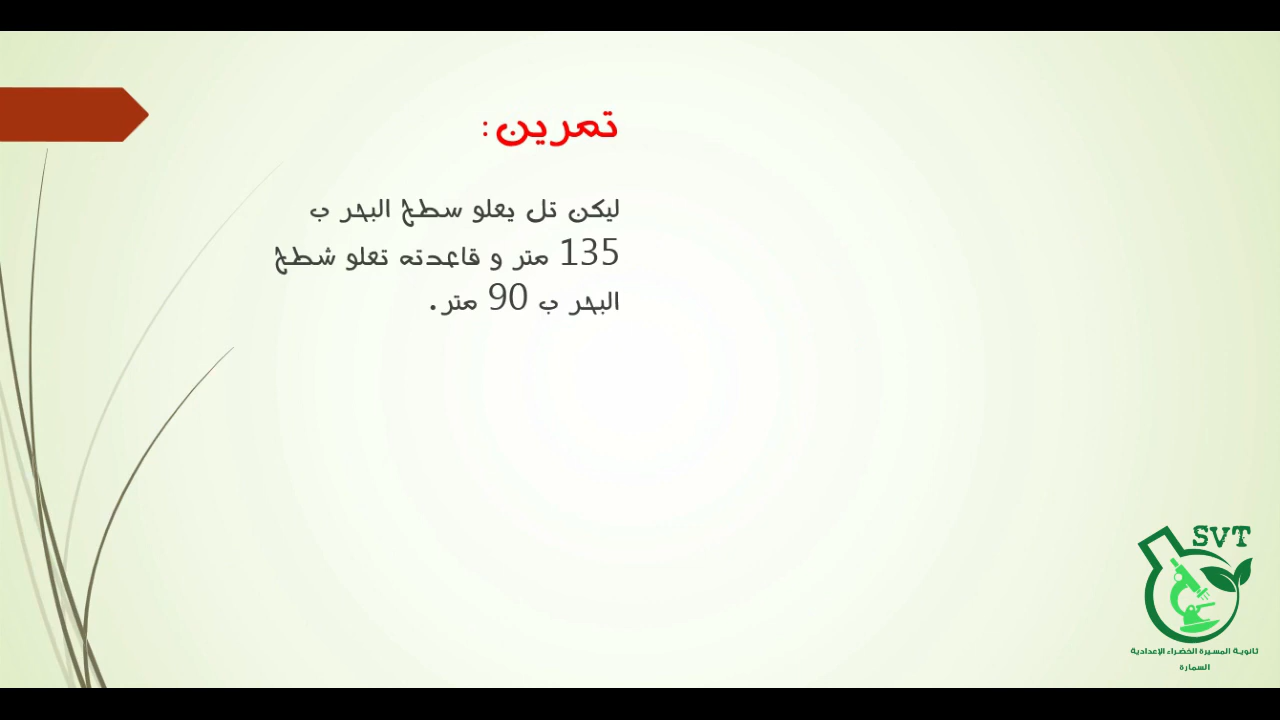 تمرين:
ليكن تل يعلو سطح البحر ب
135 متر و قاعدته تعلو شطح
البحر ب 90 متر.
SVT
ثانوية المسيرة الخضراء الإعدادية
السمارة